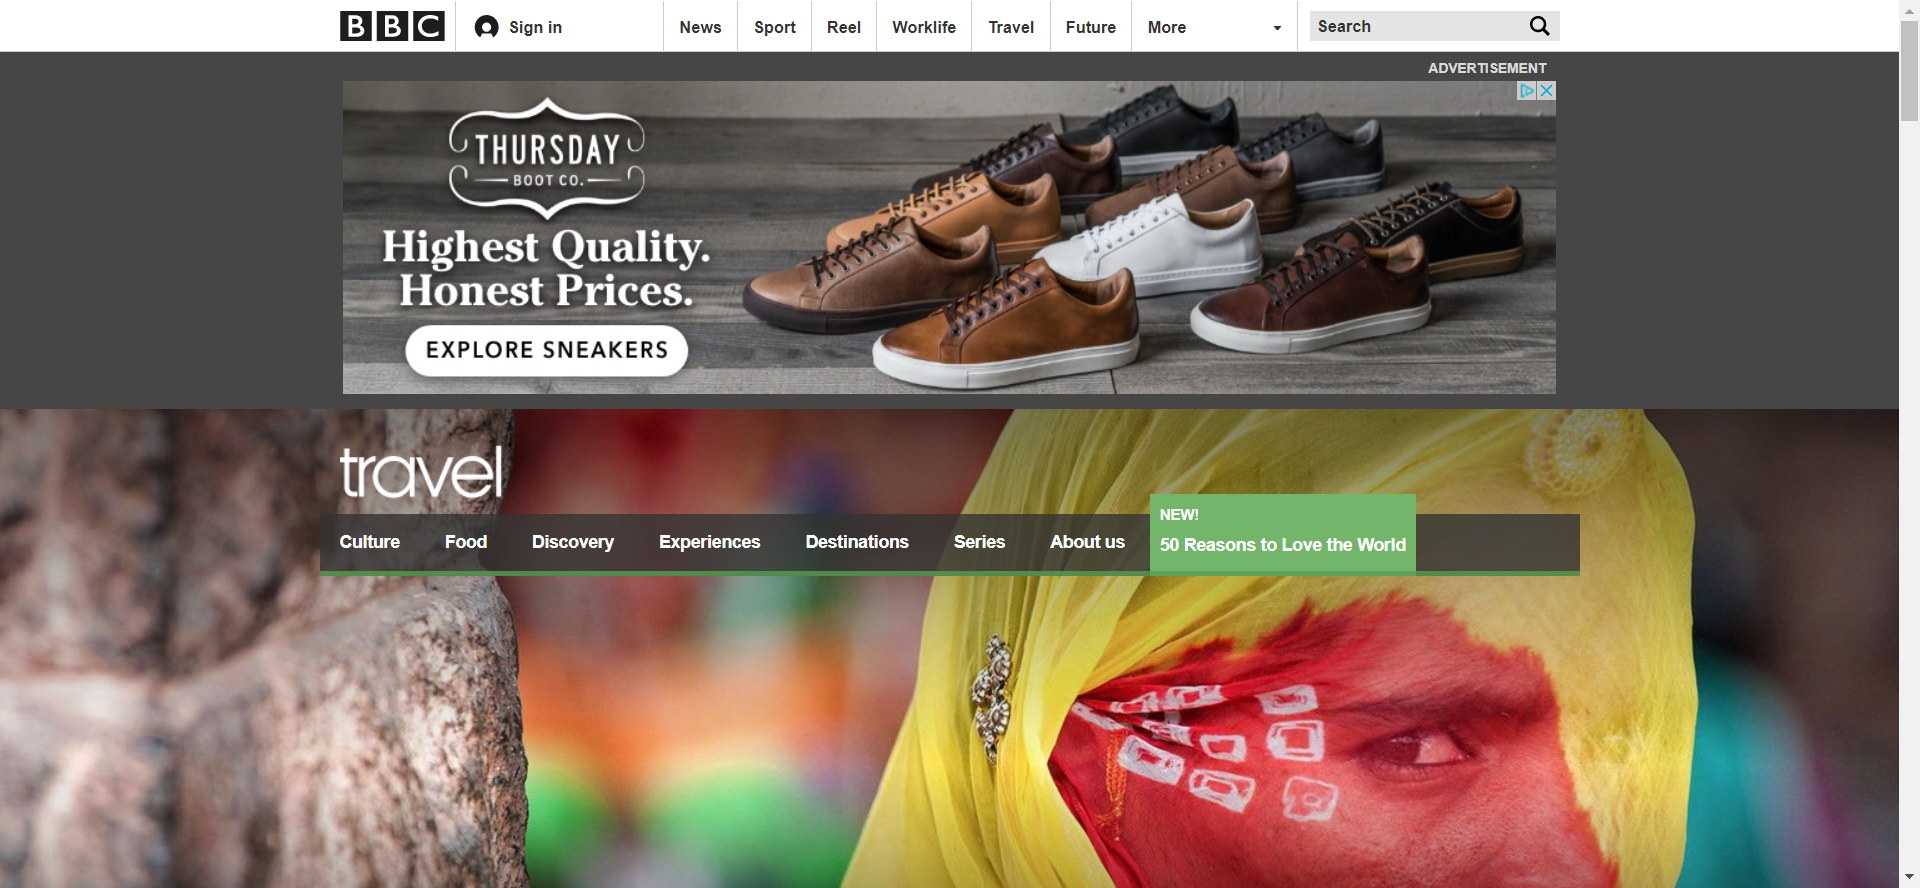 BBC
Sign in
News
Sport
Reel
Worklife
Travel
Future
More
Search
ADVERTISEMENT
THURSDAY
BOOT CO.
Highest Quality.
Honest Prices.
EXPLORE SNEAKERS
travel
Culture
Food
Discovery
Experiences
Destinations
Series
About us
NEW!
50 Reasons to Love the World